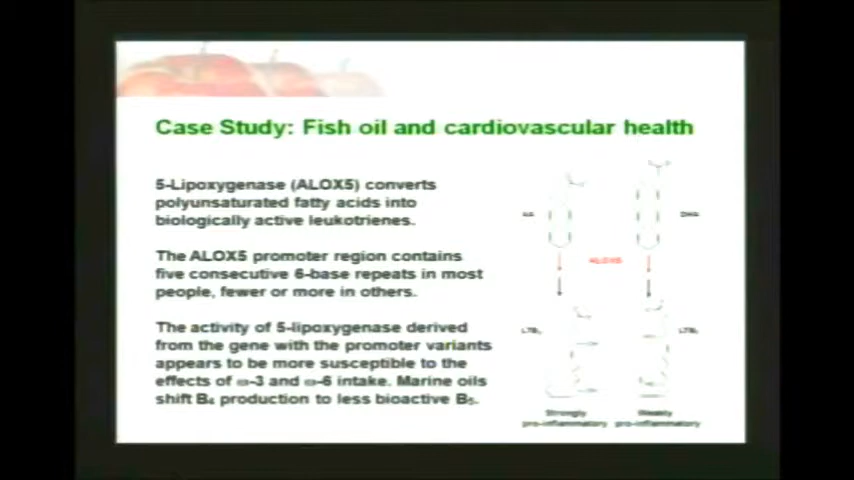 Case Study: Fish oil and cardiovascular health
5-Lipoxygenase (ALOX5) converts
polyunsaturated fatty acids into
biologically active leukotrienes.
The ALOX5 promoter region contains
five consecutive 6-base repeats in most
people, fewer or more in others.
The activity of 5-lipoxygenase derived
from the gene with the promoter variants
appears to be more susceptible to the
effects of ω-3 and ω-6 intake. Marine oils
shift B₄ production to less bioactive B₅.
AA
DHA
ALOX5
Strongly
pro-inflammatory
Weakly
pro-inflammatory